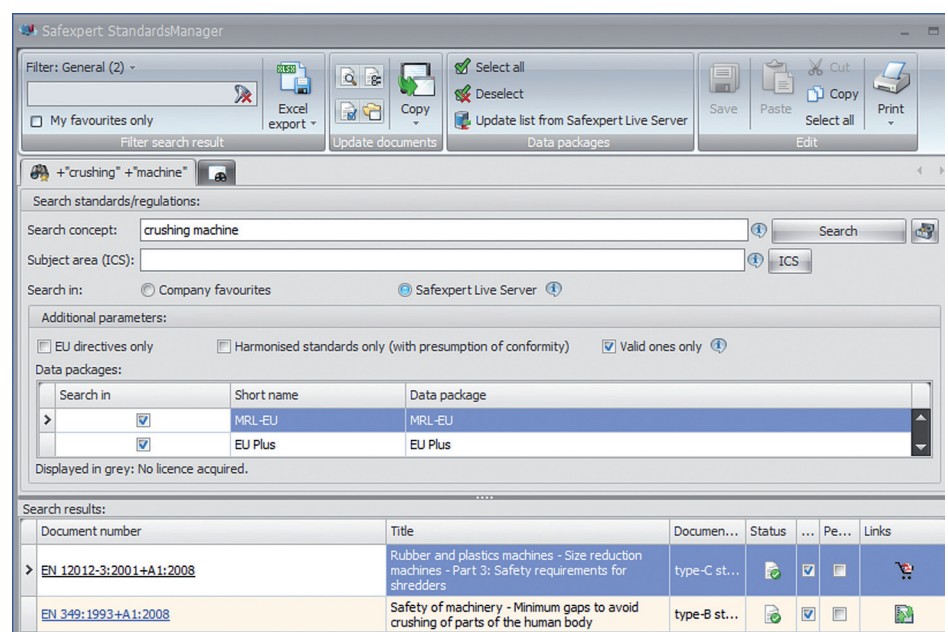 Safexpert StandardsManager
Filter: General (2)
My favourites only
Filter search result
XLSX
Excel
export
Update documents
Copy
Select all
Deselect
Update list from Safexpert Live Server
Data packages
Save
Paste
Cut
Copy
Select all
Print
Edit
+"crushing" +"machine"
Search standards/regulations:
Search concept: crushing machine Search
Subject area (ICS): ICS
Search in: Company favourites Safexpert Live Server
Additional parameters:
EU directives only Harmonised standards only (with presumption of conformity) Valid ones only
Data packages:
Search in Short name Data package
MRL-EU MRL-EU
EU Plus EU Plus
Displayed in grey: No licence acquired.
Search results:
Document number Title Documen... Status ... Pe... Links
EN 12012-3:2001+A1:2008
Rubber and plastics machines - Size reduction
machines - Part 3: Safety requirements for
shredders
type-C st...
EN 349:1993+A1:2008
Safety of machinery - Minimum gaps to avoid
crushing of parts of the human body
type-B st...